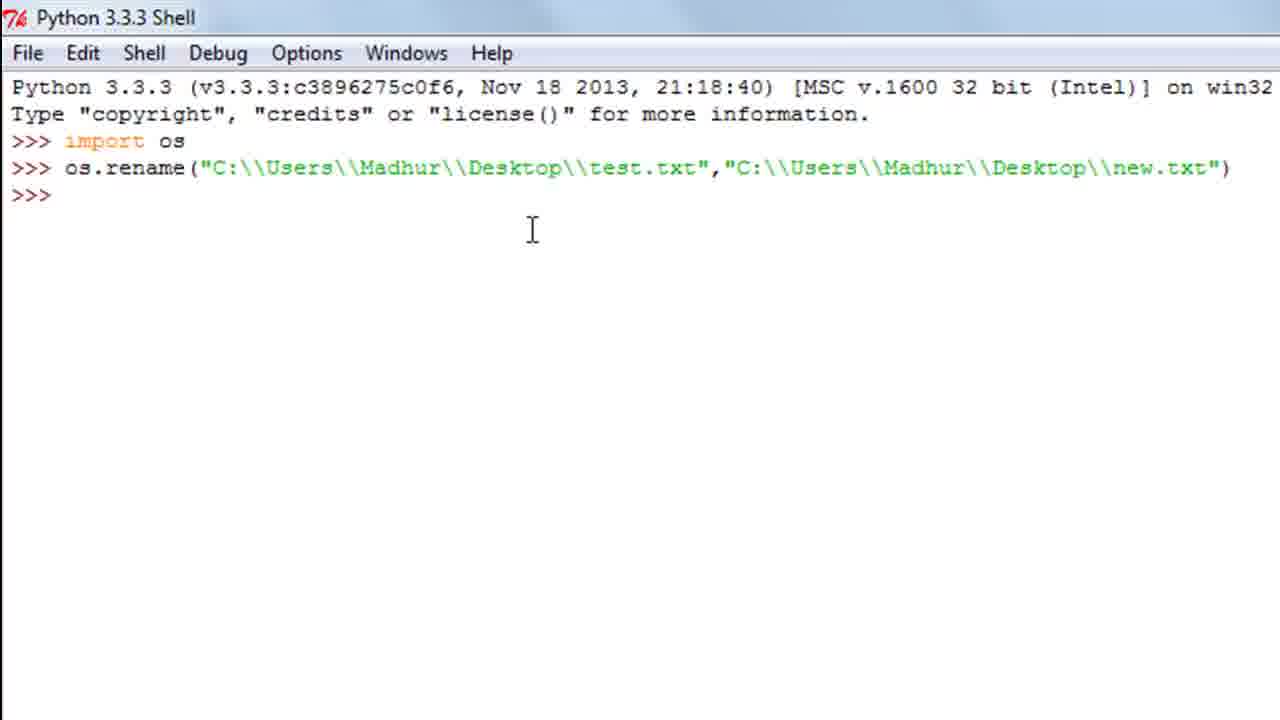 Python 3.3.3 Shell
File Edit Shell Debug Options Windows Help
Python 3.3.3 (v3.3.3:c3896275c0f6, Nov 18 2013, 21:18:40) [MSC v.1600 32 bit (Intel)] on win32
Type "copyright", "credits" or "license()" for more information.
>>> import os
>>> os.rename("C:\\Users\\Madhur\\Desktop\\test.txt","C:\\Users\\Madhur\\Desktop\\new.txt")
>>>